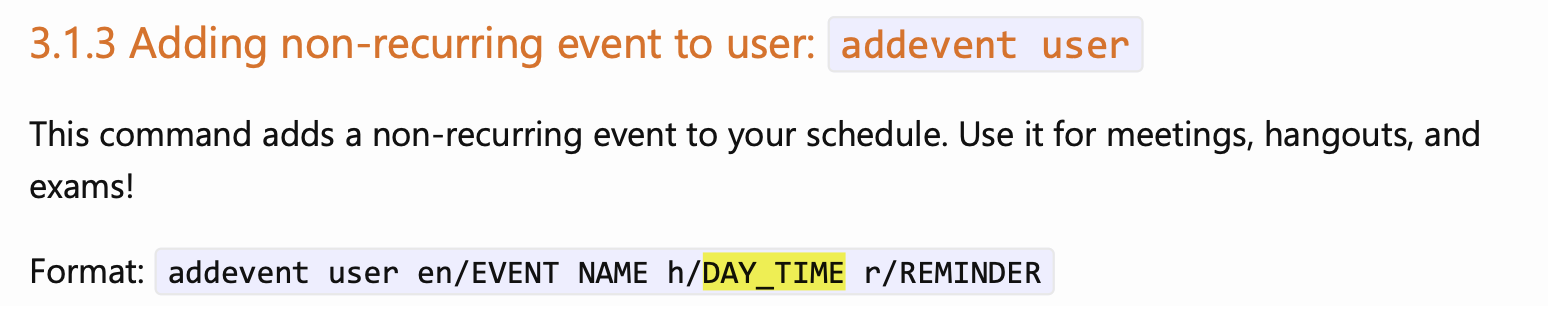 3.1.3 Adding non-recurring event to user: addevent user
This command adds a non-recurring event to your schedule. Use it for meetings, hangouts, and
exams!
Format: addevent user en/EVENT NAME h/DAY_TIME r/REMINDER